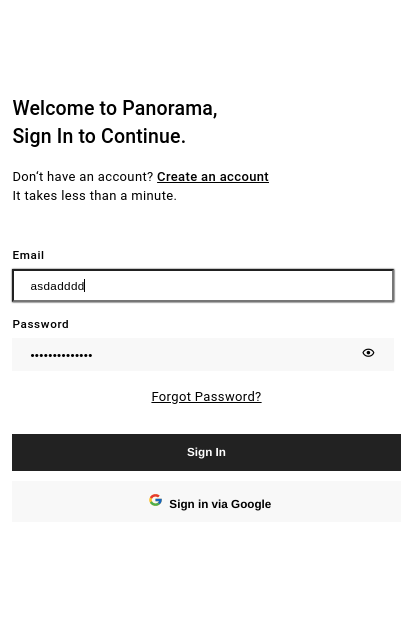 Welcome to Panorama,
Sign In to Continue.
Don't have an account? Create an account
It takes less than a minute.
Email
asdadddd
Password
••••••••••••••
Forgot Password?
Sign In
Sign in via Google